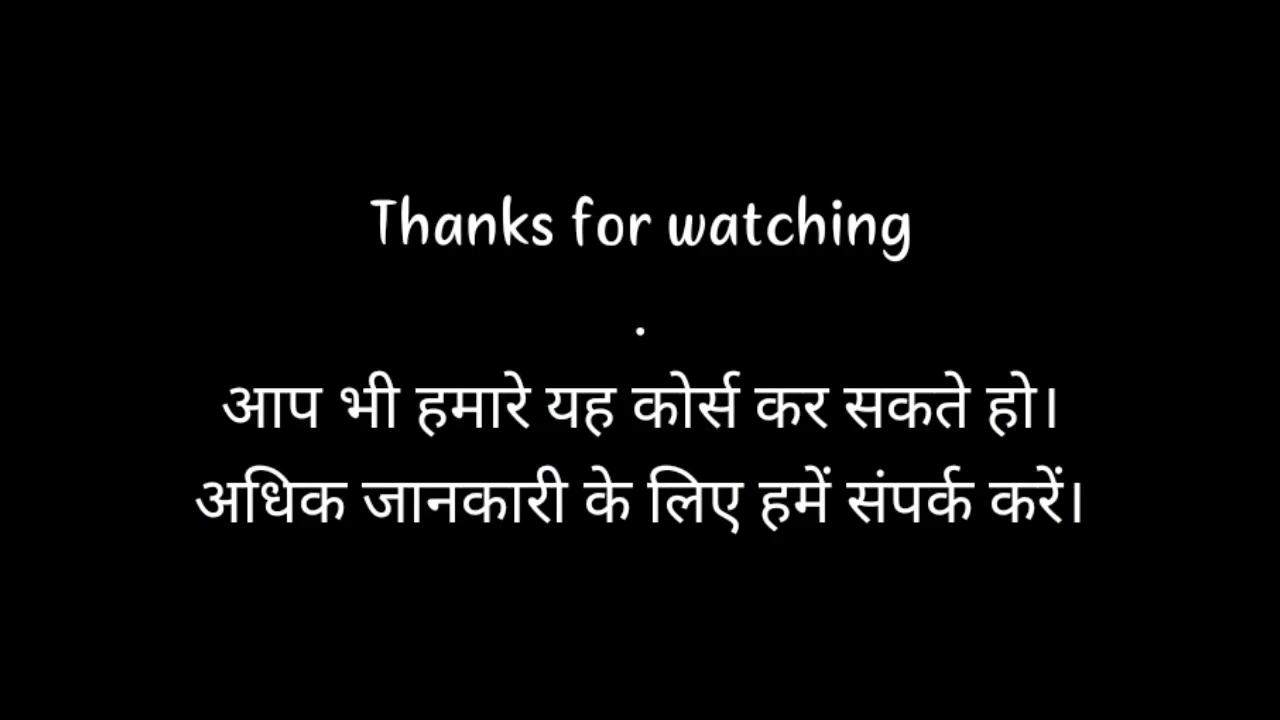 Thanks for watching
.
आप भी हमारे यह कोर्स कर सकते हो।
अधिक जानकारी के लिए हमें संपर्क करें।